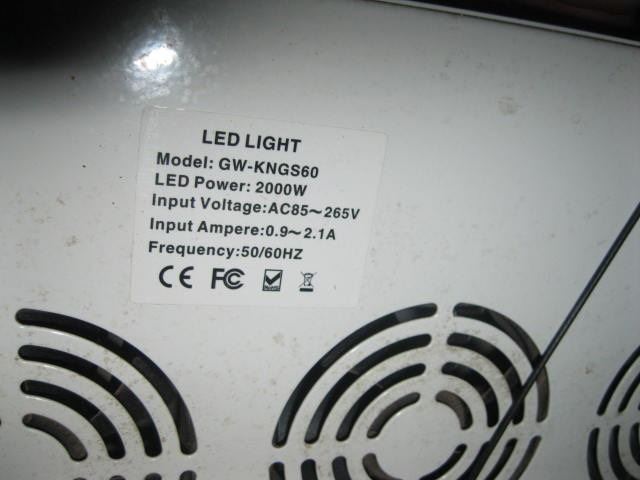 LED LIGHT
Model: GW-KNGS60
LED Power: 2000W
Input Voltage:AC85~265V
Input Ampere:0.9~2.1A
Frequency:50/60HZ
CE FC